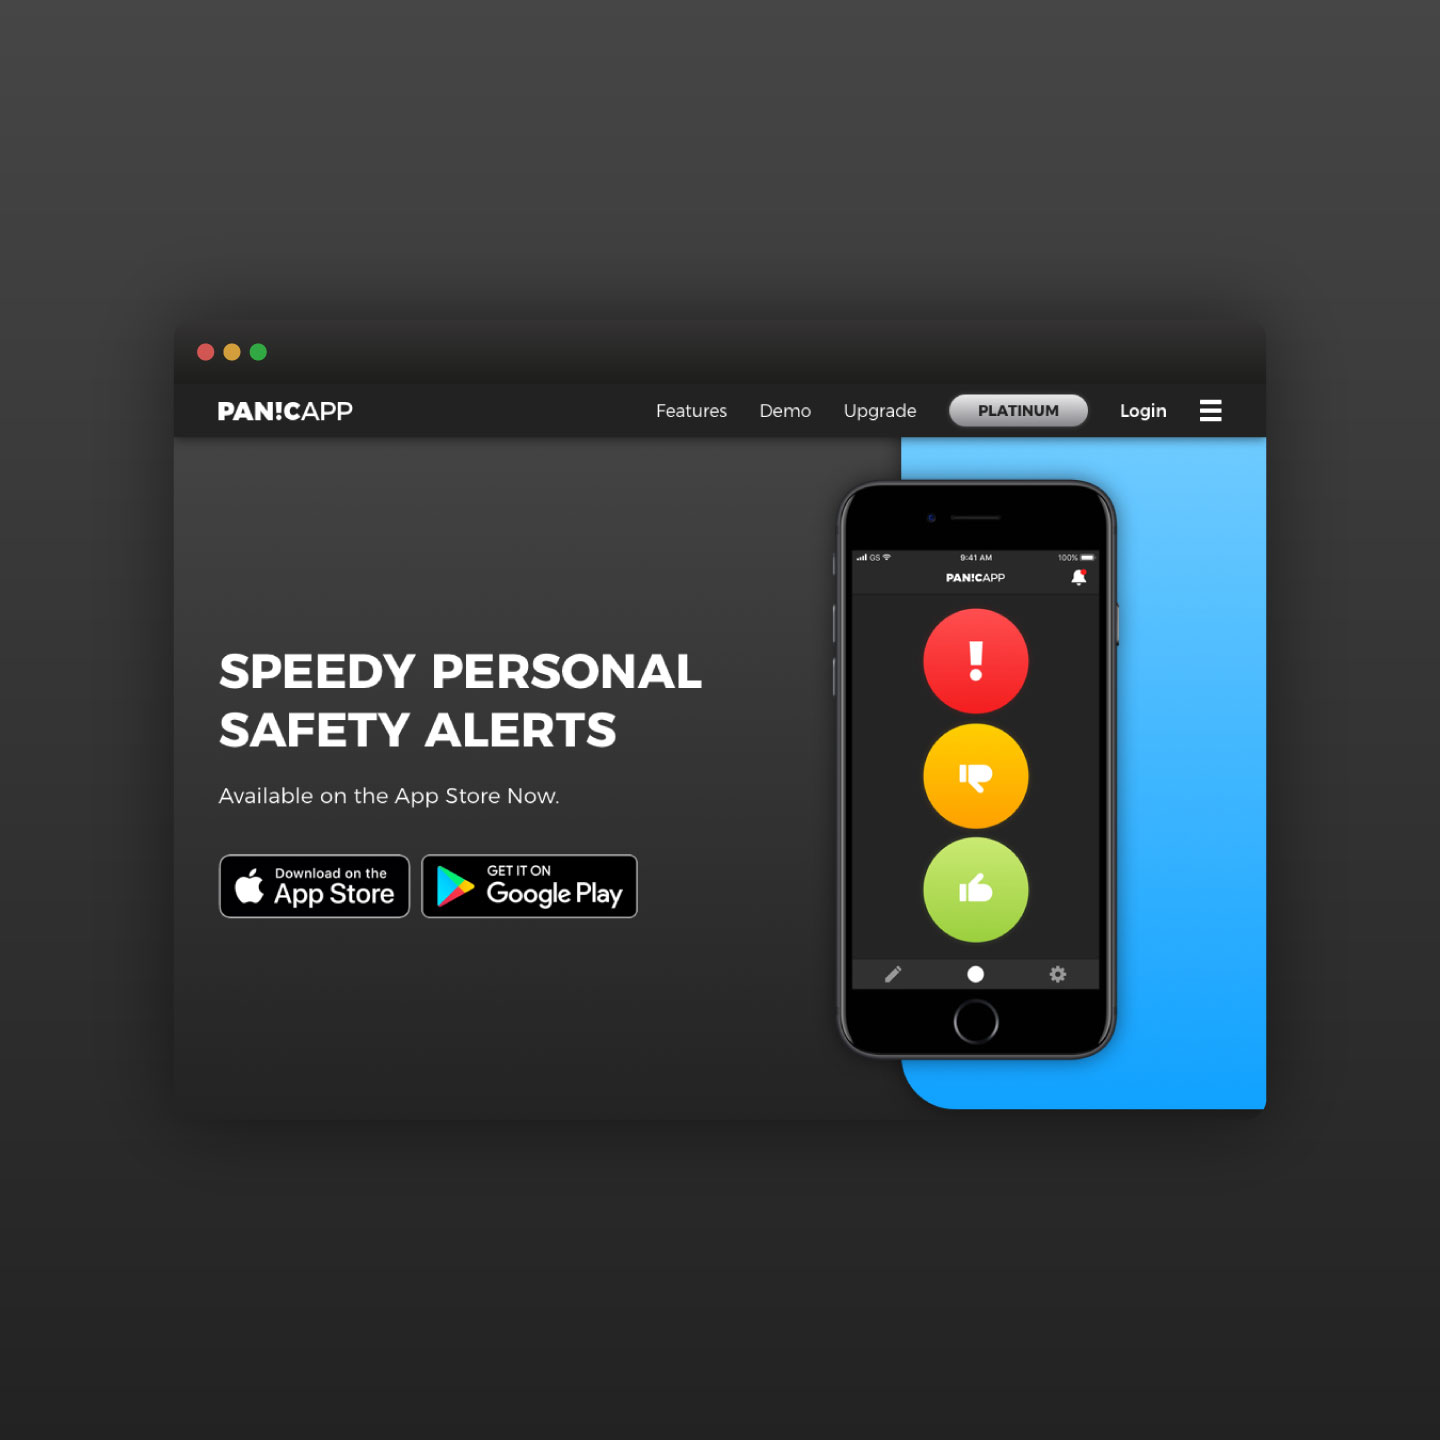 PAN!CAPP
Features
Demo
Upgrade
PLATINUM
Login
GS
9:41 AM
100%
PAN!CAPP
SPEEDY PERSONAL
SAFETY ALERTS
Available on the App Store Now.
Download on the
App Store
GET IT ON
Google Play